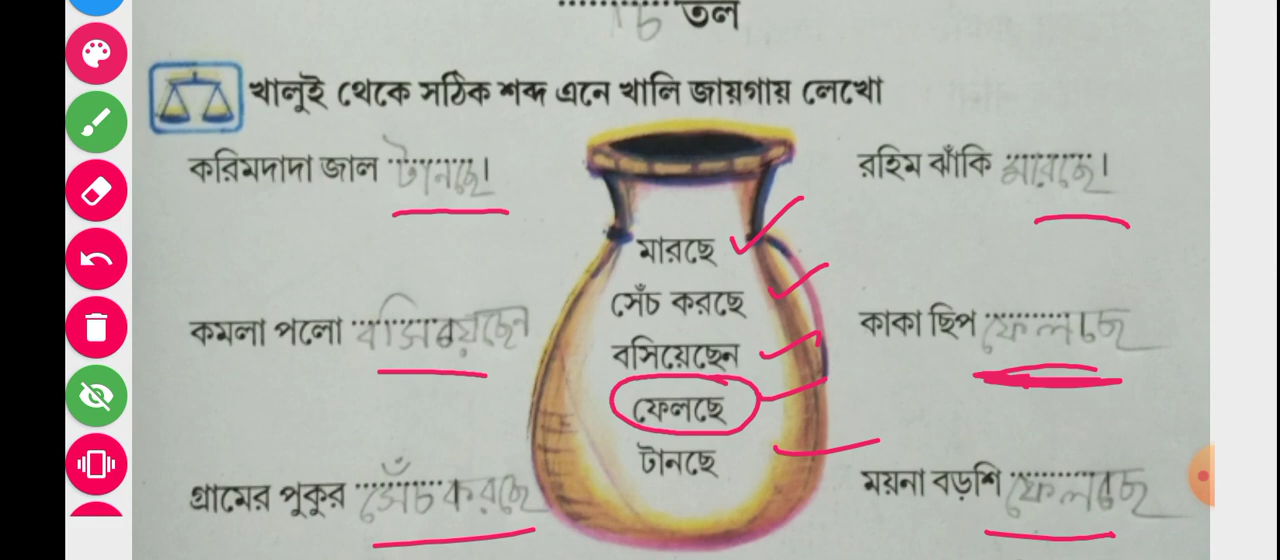 তল
খালুই থেকে সঠিক শব্দ এনে খালি জায়গায় লেখো
করিমদাদা জাল টানছে।
রহিম ঝাঁকি মারছে।
মারছে
সেঁচ করছে
বসিয়েছেন
ফেলছে
টানছে
কমলা পলো
কাকা ছিপ ফেলছে
গ্রামের পুকুর সেঁচ করছে
ময়না বড়শি ফেলছে